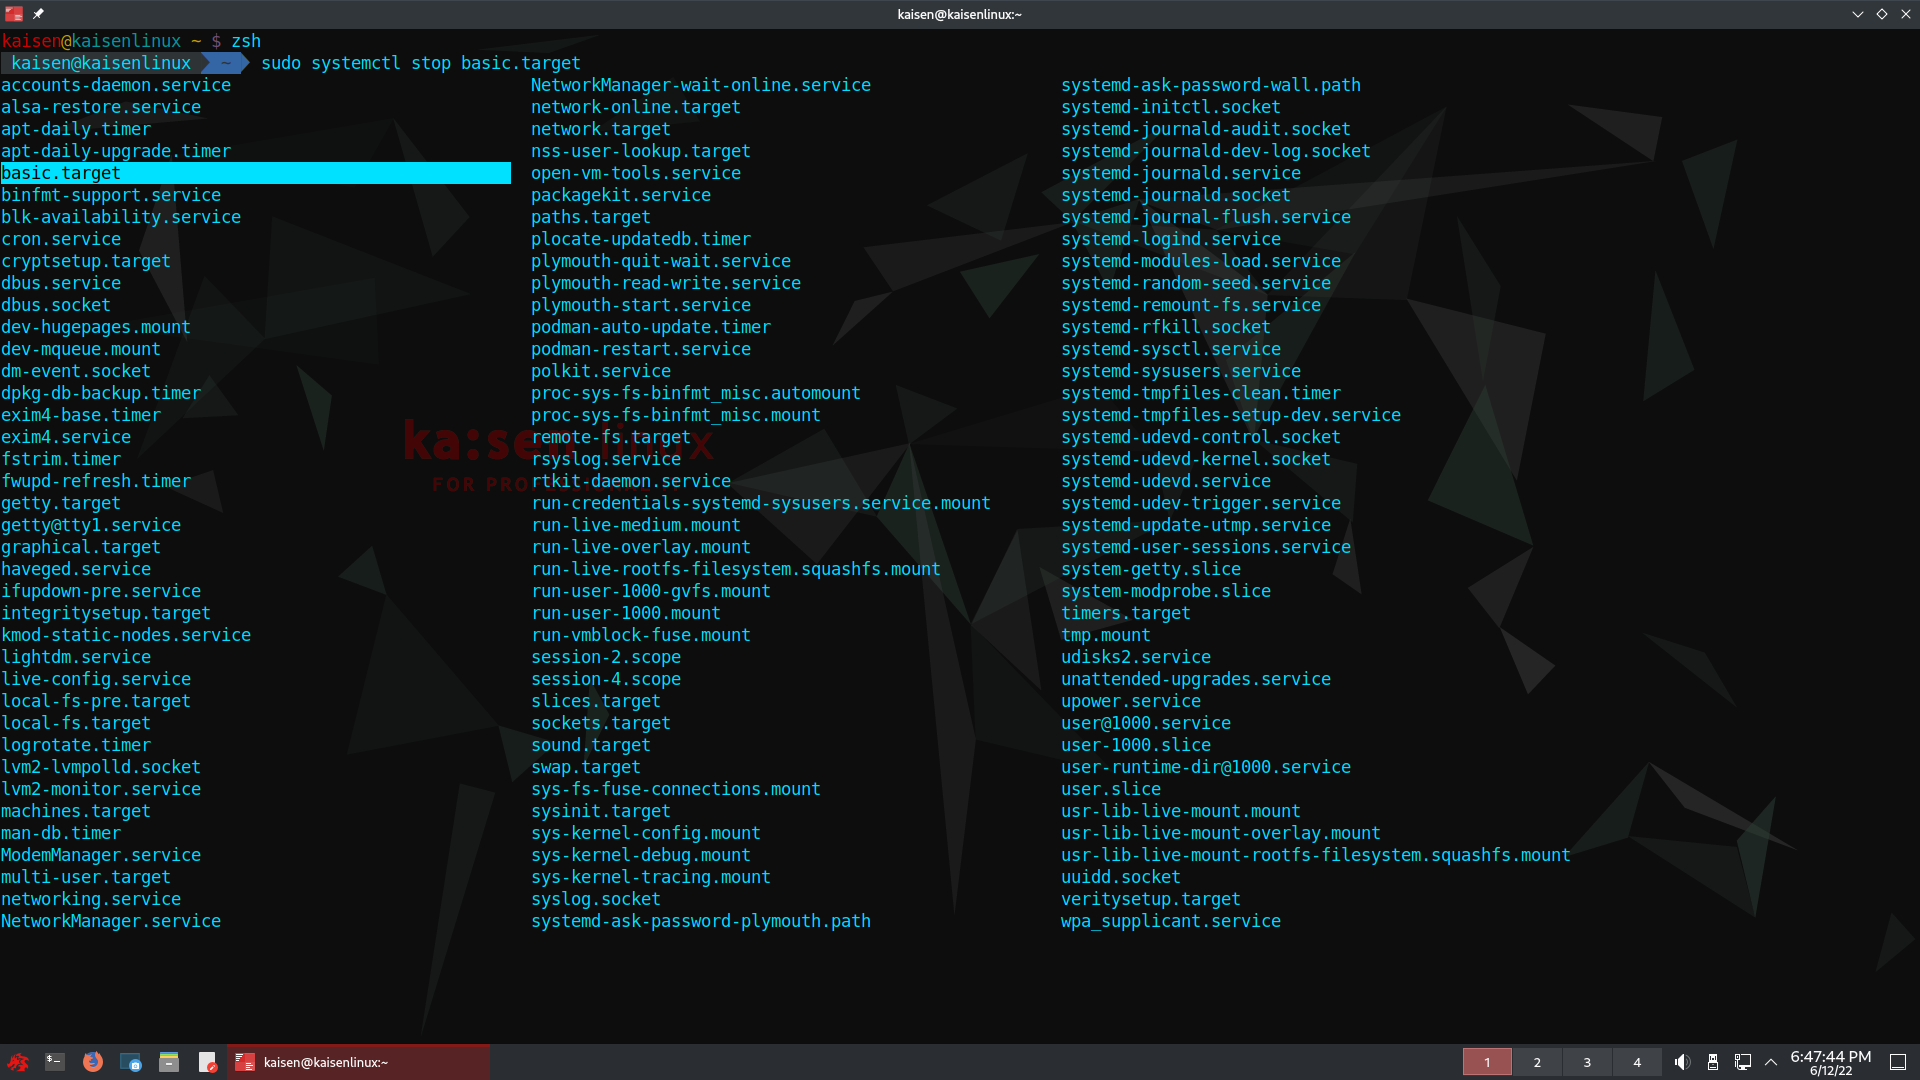 kaisen@kaisenlinux:~
kaisen@kaisenlinux ~ $ zsh
kaisen@kaisenlinux ~ sudo systemctl stop basic.target
accounts-daemon.service NetworkManager-wait-online.service systemd-ask-password-wall.path
alsa-restore.service network-online.target systemd-initctl.socket
apt-daily.timer network.target systemd-journald-audit.socket
apt-daily-upgrade.timer nss-user-lookup.target systemd-journald-dev-log.socket
basic.target open-vm-tools.service systemd-journald.service
binfmt-support.service packagekit.service systemd-journald.socket
blk-availability.service paths.target systemd-journal-flush.service
cron.service plocate-updatedb.timer systemd-logind.service
cryptsetup.target plymouth-quit-wait.service systemd-modules-load.service
dbus.service plymouth-read-write.service systemd-random-seed.service
dbus.socket plymouth-start.service systemd-remount-fs.service
dev-hugepages.mount podman-auto-update.timer systemd-rfkill.socket
dev-mqueue.mount podman-restart.service systemd-sysctl.service
dm-event.socket polkit.service systemd-sysusers.service
dpkg-db-backup.timer proc-sys-fs-binfmt_misc.automount systemd-tmpfiles-clean.timer
exim4-base.timer proc-sys-fs-binfmt_misc.mount systemd-tmpfiles-setup-dev.service
exim4.service remote-fs.target systemd-udevd-control.socket
fstrim.timer rsyslog.service systemd-udevd-kernel.socket
fwupd-refresh.timer rtkit-daemon.service systemd-udevd.service
getty.target run-credentials-systemd-sysusers.service.mount systemd-udev-trigger.service
getty@tty1.service run-live-medium.mount systemd-update-utmp.service
graphical.target run-live-overlay.mount systemd-user-sessions.service
haveged.service run-live-rootfs-filesystem.squashfs.mount system-getty.slice
ifupdown-pre.service run-user-1000-gvfs.mount system-modprobe.slice
integritysetup.target run-user-1000.mount timers.target
kmod-static-nodes.service run-vmblock-fuse.mount tmp.mount
lightdm.service session-2.scope udisks2.service
live-config.service session-4.scope unattended-upgrades.service
local-fs-pre.target slices.target upower.service
local-fs.target sockets.target user@1000.service
logrotate.timer sound.target user-1000.slice
lvm2-lvmpolld.socket swap.target user-runtime-dir@1000.service
lvm2-monitor.service sys-fs-fuse-connections.mount user.slice
machines.target sysinit.target usr-lib-live-mount.mount
man-db.timer sys-kernel-config.mount usr-lib-live-mount-overlay.mount
ModemManager.service sys-kernel-debug.mount usr-lib-live-mount-rootfs-filesystem.squashfs.mount
multi-user.target sys-kernel-tracing.mount uuidd.socket
networking.service syslog.socket veritysetup.target
NetworkManager.service systemd-ask-password-plymouth.path wpa_supplicant.service
ka:sen linux
FOR
kaisen@kaisenlinux:~ 1 2 3 4 6:47:44 PM
6/12/22